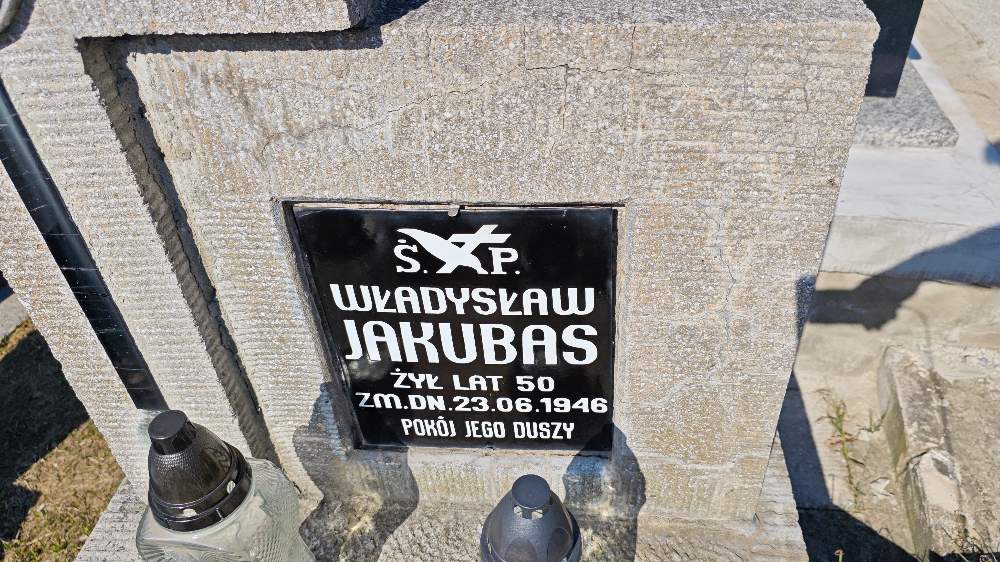 Ś. P.
WŁADYSŁAW
JAKUBAS
ŻYŁ LAT 50
ZM.DN.23.06.1946
POKÓJ JEGO DUSZY